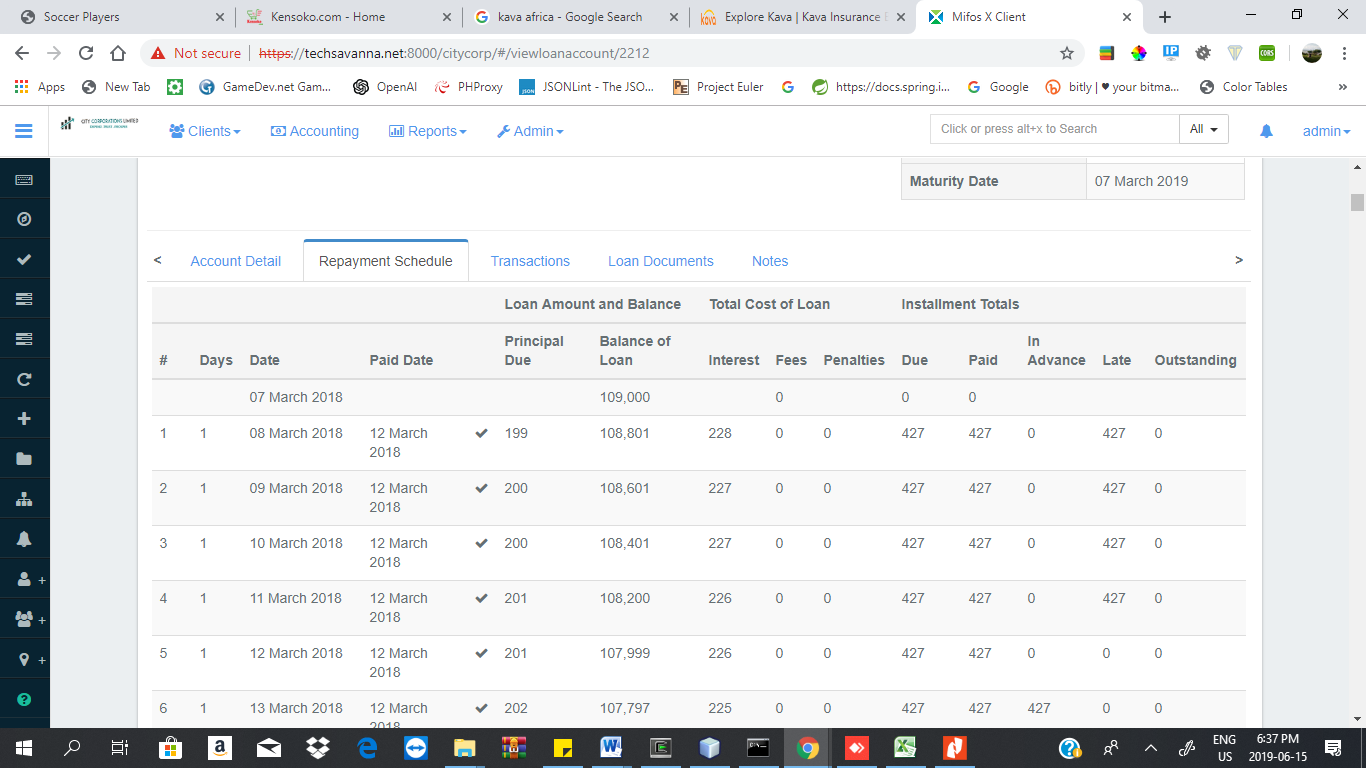 Soccer Players
Kensoko.com - Home
kava africa - Google Search
Explore Kava | Kava Insurance
Mifos X Client
Not secure https://techsavanna.net:8000/citycorp/#/viewloanaccount/2212
Apps New Tab GameDev.net Gam... OpenAI PHProxy JSONLint - The JSO... Project Euler https://docs.spring.i... Google bitly | ♥ your bitma... Color Tables »
CITY CORPORATIONS LIMITED
Clients Accounting Reports Admin Click or press alt+x to Search All admin
Maturity Date 07 March 2019
< Account Detail Repayment Schedule Transactions Loan Documents Notes >
Loan Amount and Balance Total Cost of Loan Installment Totals
# Days Date Paid Date Principal Due Balance of Loan Interest Fees Penalties Due Paid In Advance Late Outstanding
07 March 2018 109,000 0 0 0
1 1 08 March 2018 12 March 2018 199 108,801 228 0 0 427 427 0 427 0
2 1 09 March 2018 12 March 2018 200 108,601 227 0 0 427 427 0 427 0
3 1 10 March 2018 12 March 2018 200 108,401 227 0 0 427 427 0 427 0
4 1 11 March 2018 12 March 2018 201 108,200 226 0 0 427 427 0 427 0
5 1 12 March 2018 12 March 2018 201 107,999 226 0 0 427 427 0 0 0
6 1 13 March 2018 12 March 2018 202 107,797 225 0 0 427 427 427 0 0
ENG 6:37 PM
US 2019-06-15